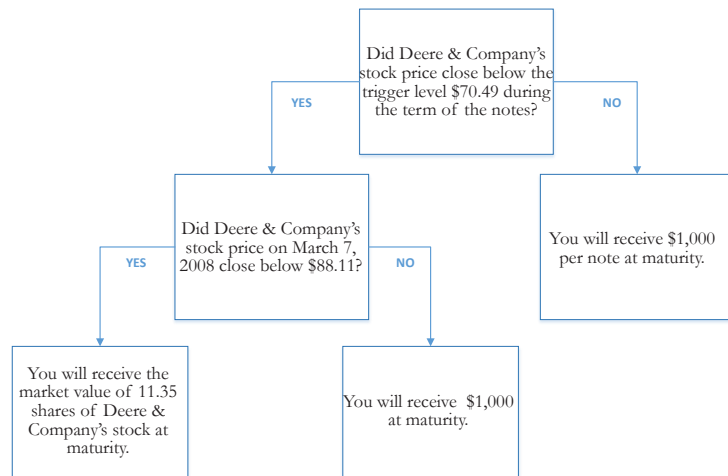 Did Deere & Company's
stock price close below the
trigger level $70.49 during
the term of the notes?
YES
NO
Did Deere & Company's
stock price on March 7,
2008 close below $88.11?
You will receive $1,000
per note at maturity.
YES
NO
You will receive the
market value of 11.35
shares of Deere &
Company's stock at
maturity.
You will receive $1,000
at maturity.